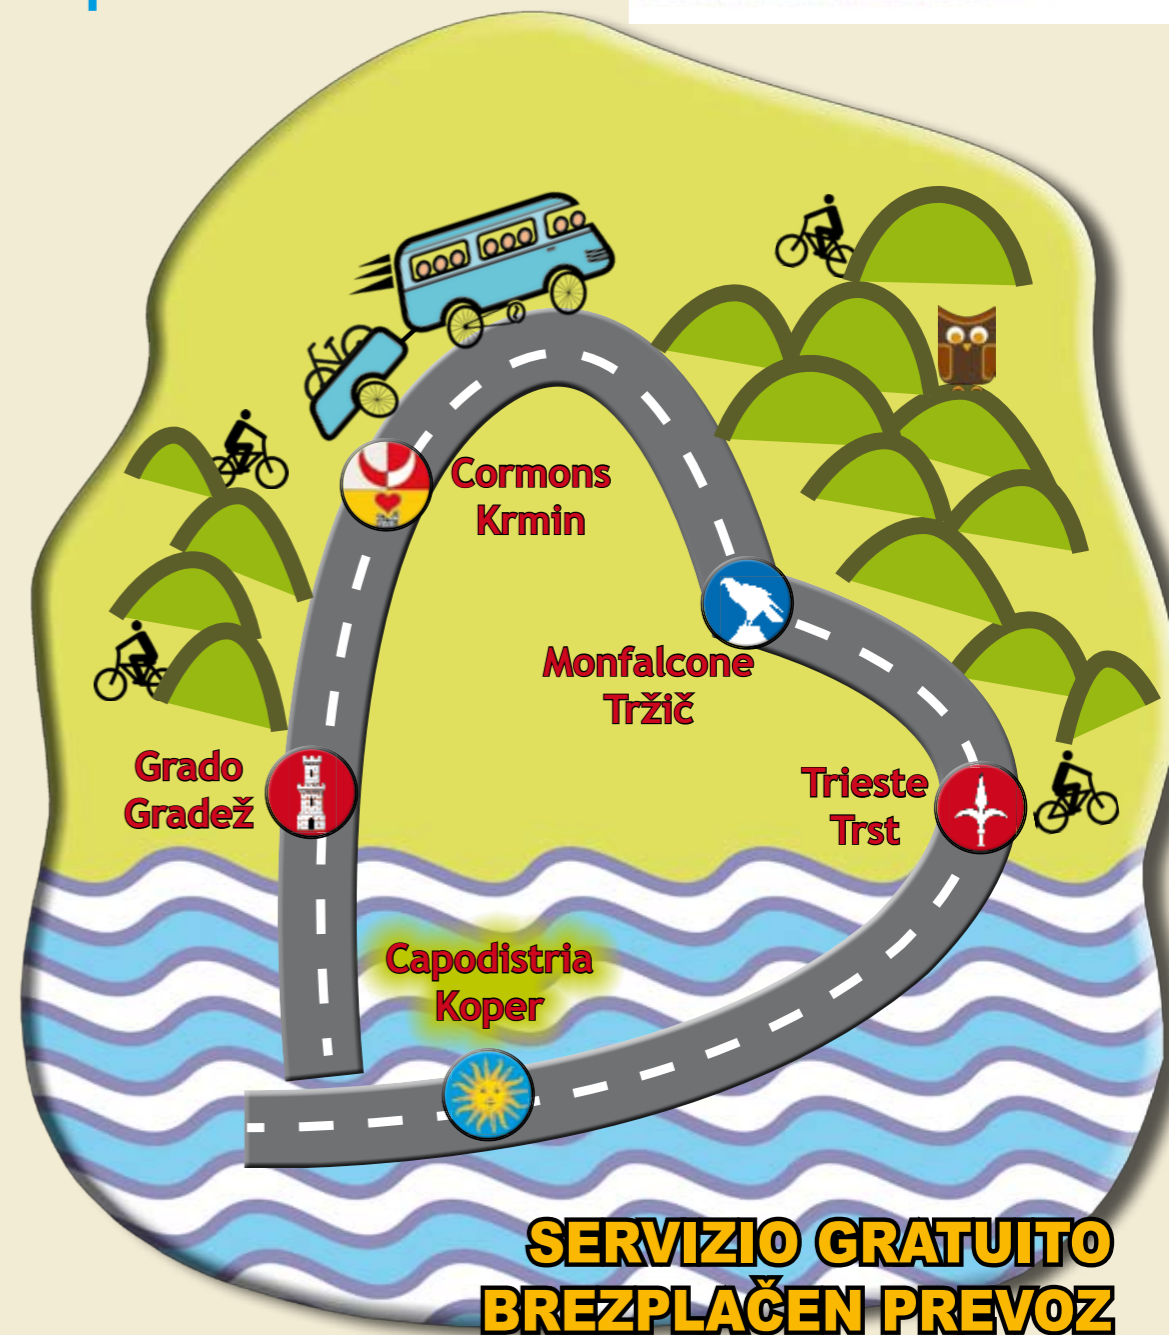 Cormons
Krmin
Monfalcone
Tržič
Grado
Gradež
Trieste
Trst
Capodistria
Koper
SERVIZIO GRATUITO
BREZPLAČEN PREVOZ